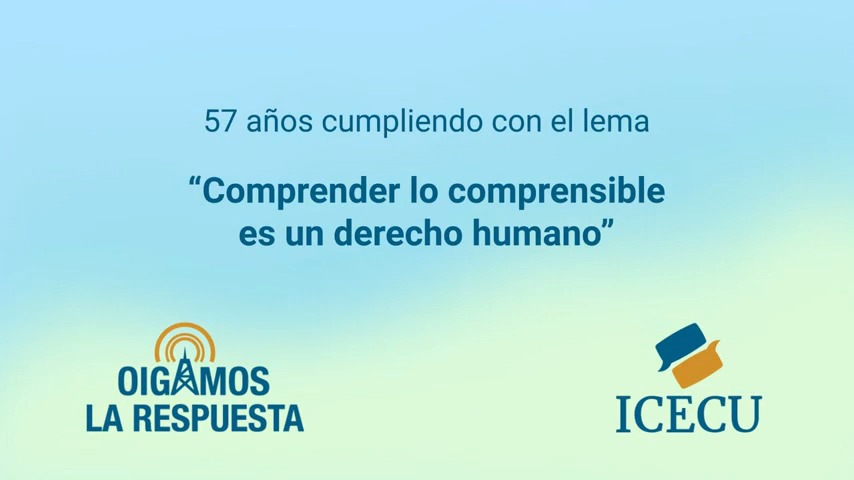 57 años cumpliendo con el lema
“Comprender lo comprensible
es un derecho humano”
OIGAMOS
LA RESPUESTA
ICECU